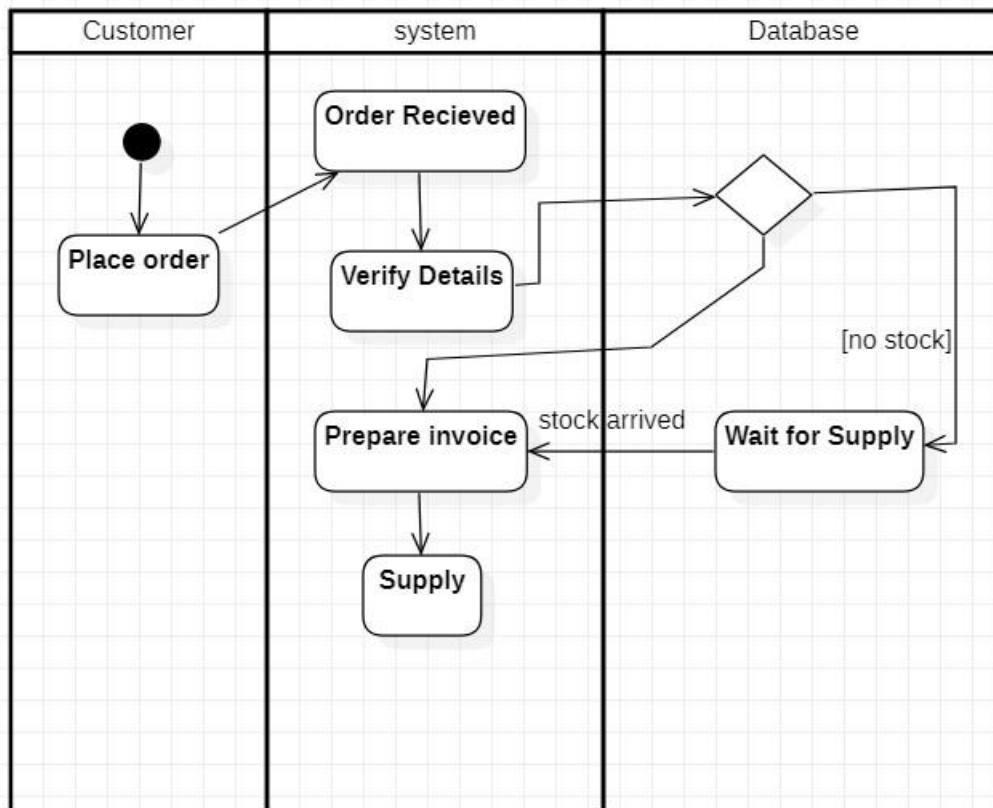 Customer
system
Database
Order Recieved
Place order
Verify Details
[no stock]
Prepare invoice
stock arrived
Wait for Supply
Supply